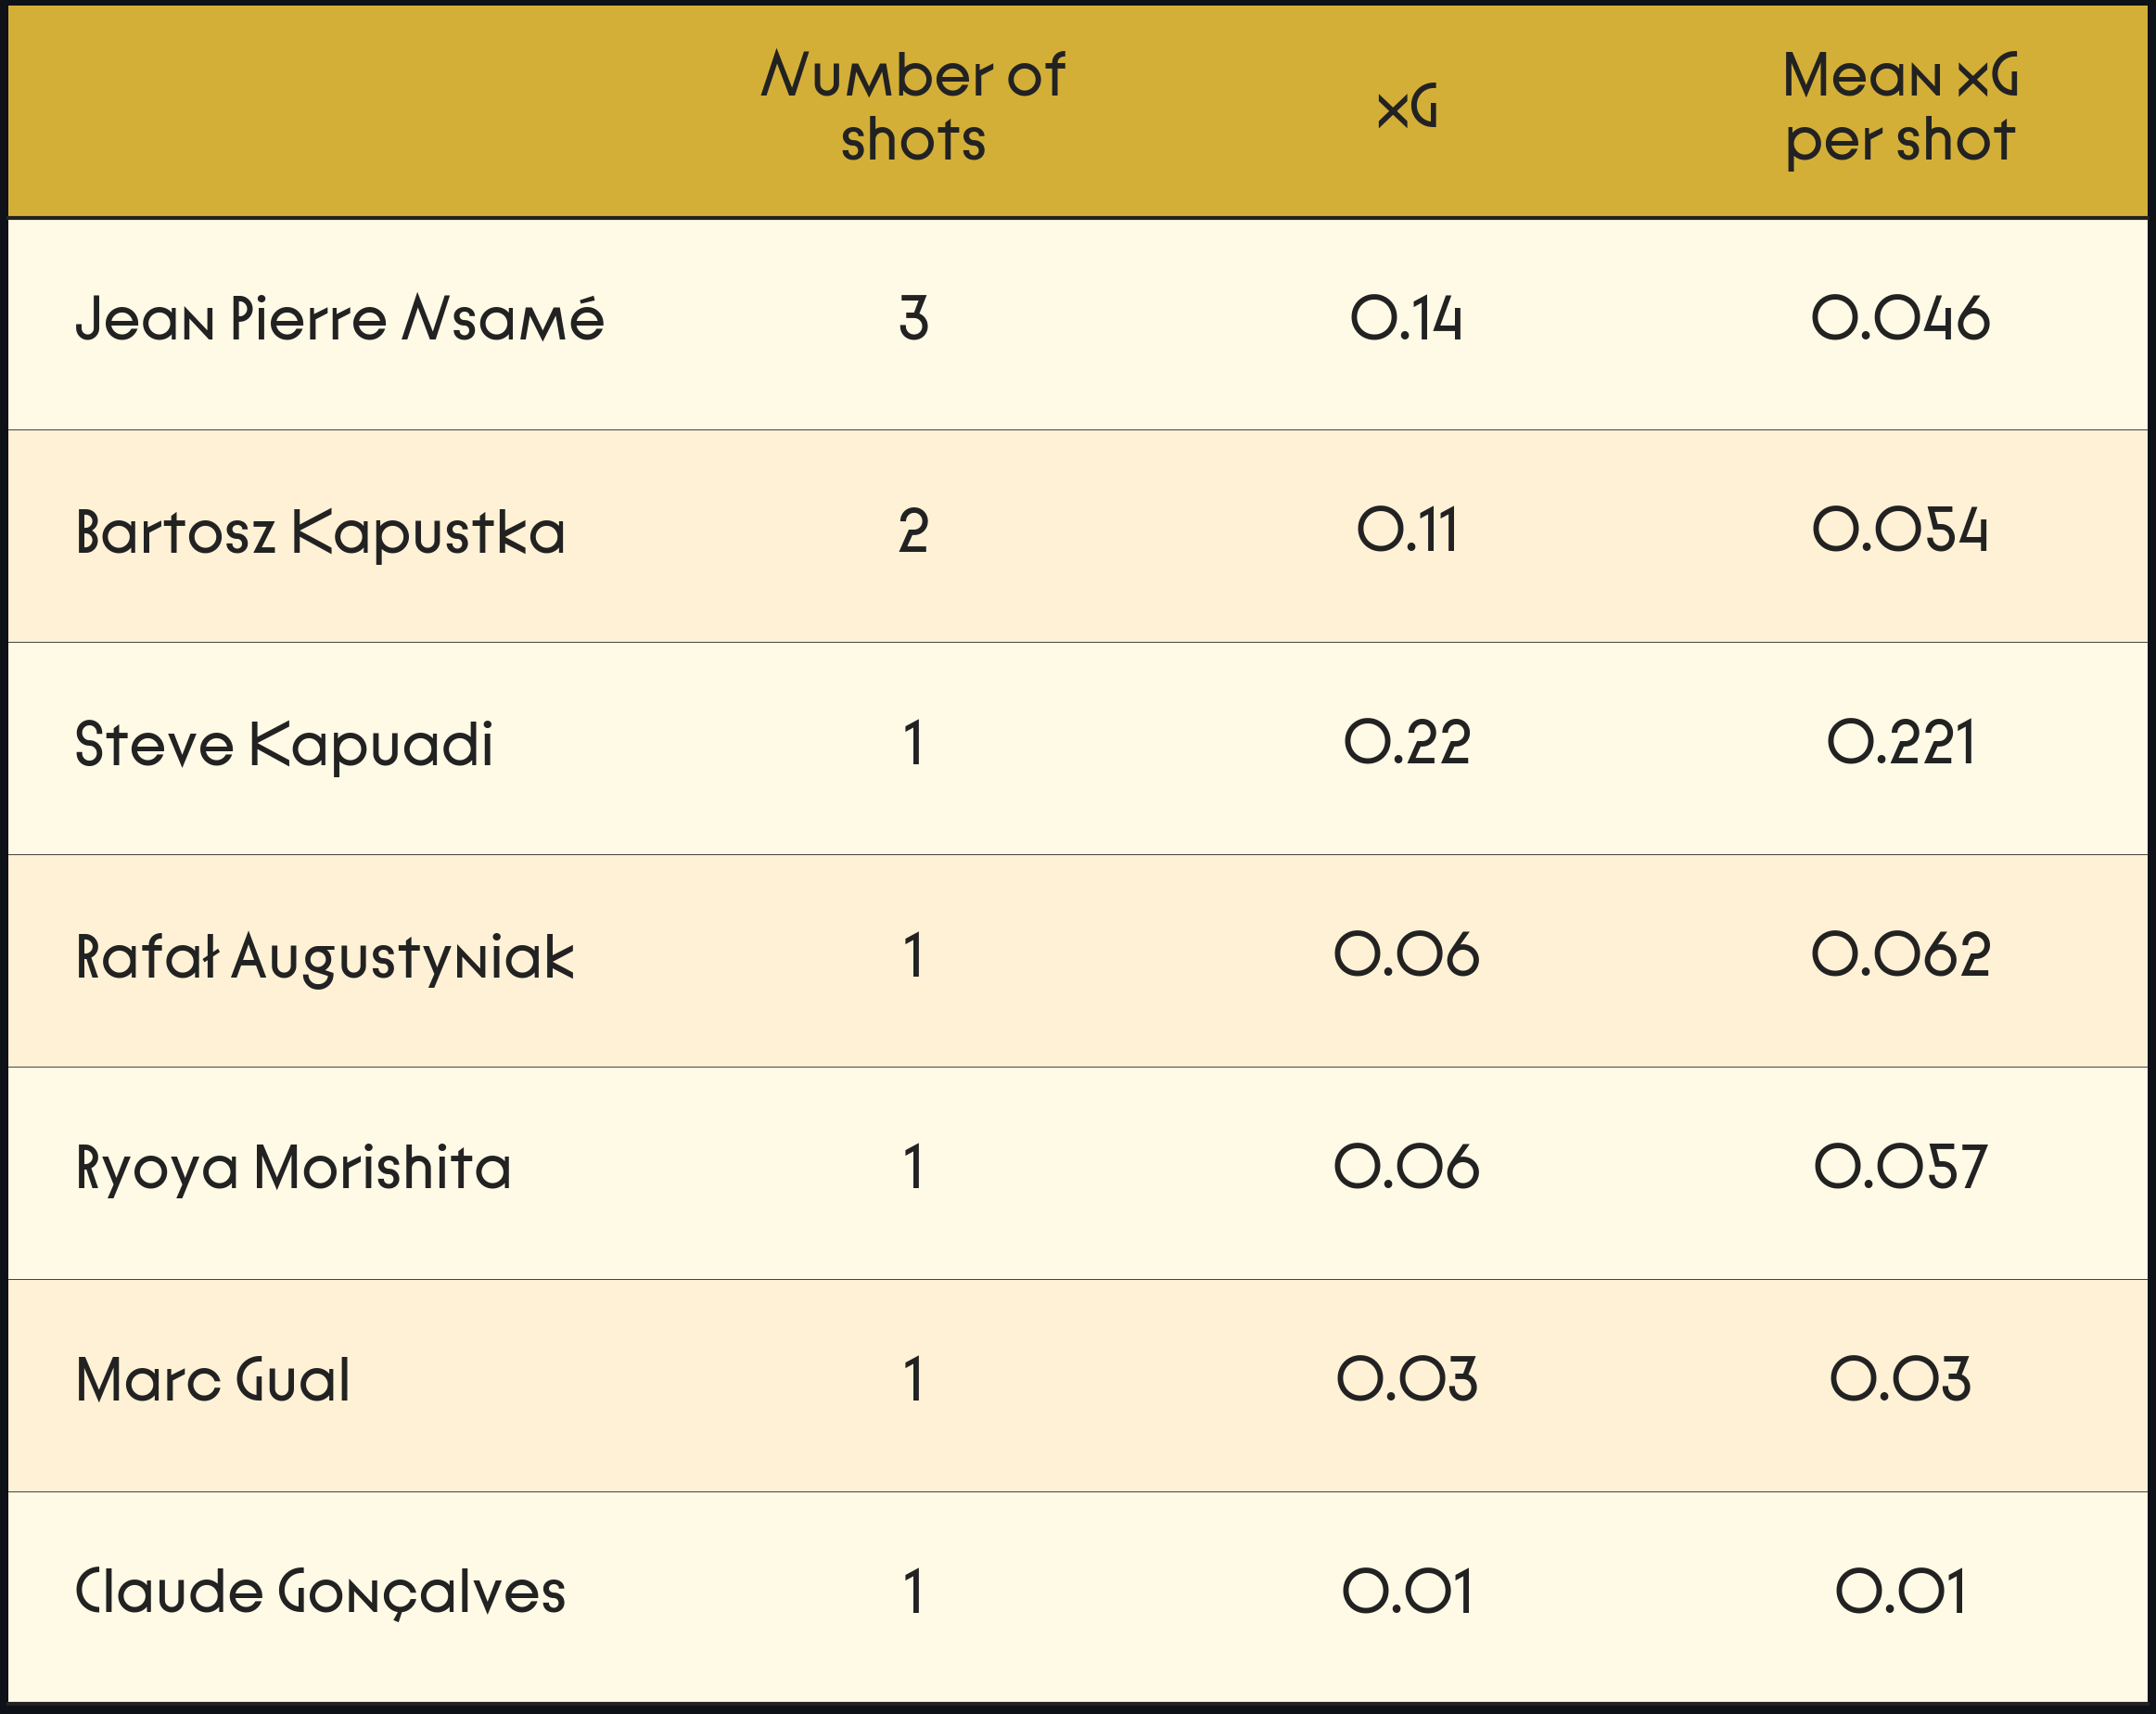 Number of shots xG Mean xG per shot
Jean Pierre Nsamé 3 0.14 0.046
Bartosz Kapustka 2 0.11 0.054
Steve Kapuadi 1 0.22 0.221
Rafał Augustyniak 1 0.06 0.062
Ryoya Morishita 1 0.06 0.057
Marc Gual 1 0.03 0.03
Claude Gonçalves 1 0.01 0.01